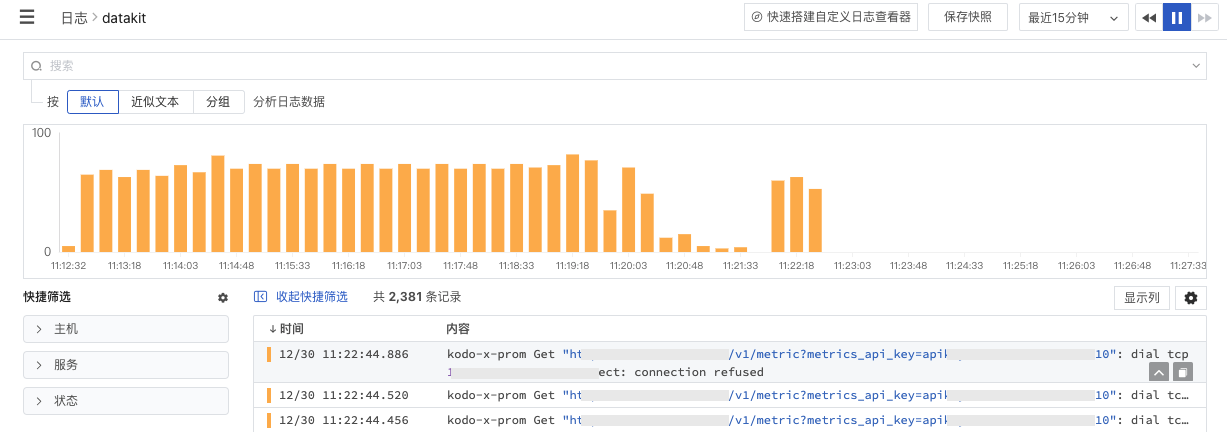 日志 > datakit 快速搭建自定义日志查看器 保存快照 最近15分钟
搜索
按 默认 近似文本 分组 分析日志数据
100
0
11:12:32 11:13:18 11:14:03 11:14:48 11:15:33 11:16:18 11:17:03 11:17:48 11:18:33 11:19:18 11:20:03 11:20:48 11:21:33 11:22:18 11:23:03 11:23:48 11:24:33 11:25:18 11:26:03 11:26:48 11:27:33
快捷筛选 收起快捷筛选 共 2,381 条记录 显示列
主机
服务
状态
↓ 时间 内容
12/30 11:22:44.886 kodo-x-prom Get "ht /v1/metric?metrics_api_key=apik 10": dial tcp
1 ect: connection refused
12/30 11:22:44.520 kodo-x-prom Get "ht /v1/metric?metrics_api_key=apik 10": dial tc…
12/30 11:22:44.456 kodo-x-prom Get "ht /v1/metric?metrics_api_key=apik 10": dial tc…